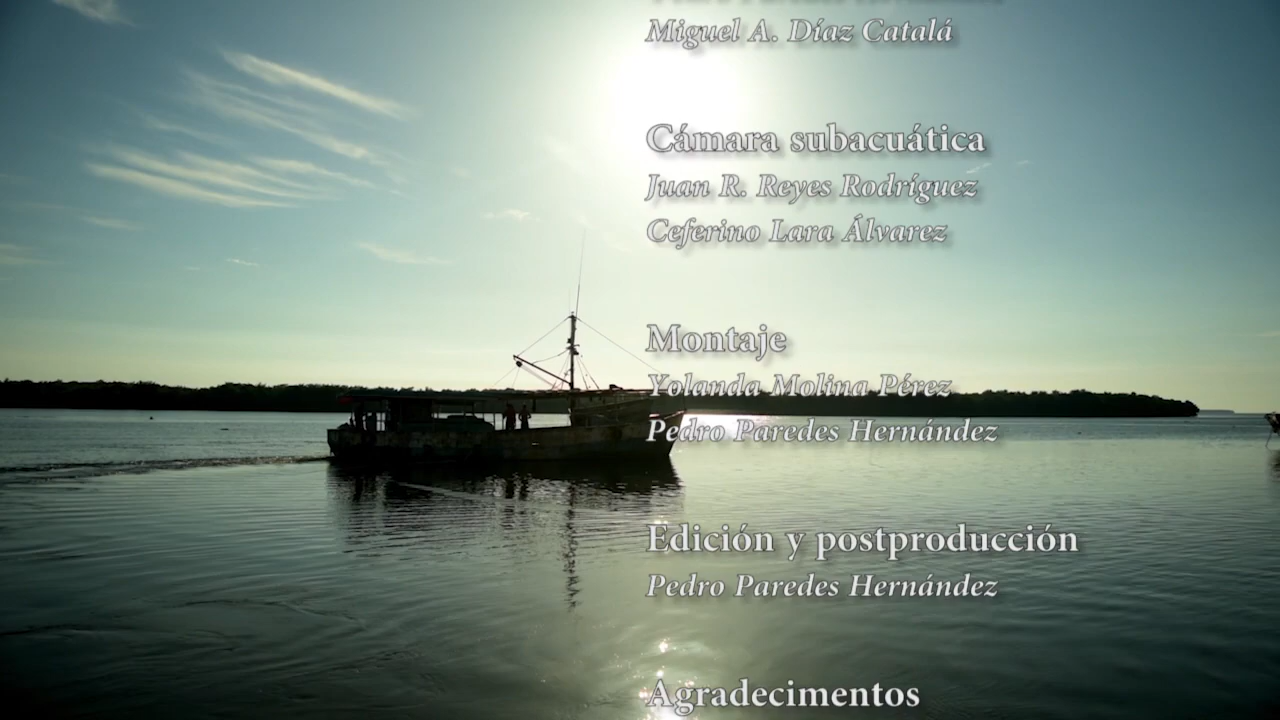 Miguel A. Díaz Catalá
Cámara subacuática
Juan R. Reyes Rodríguez
Ceferino Lara Álvarez
Montaje
Yolanda Molina Pérez
Pedro Paredes Hernández
Edición y postproducción
Pedro Paredes Hernández
Agradecimentos